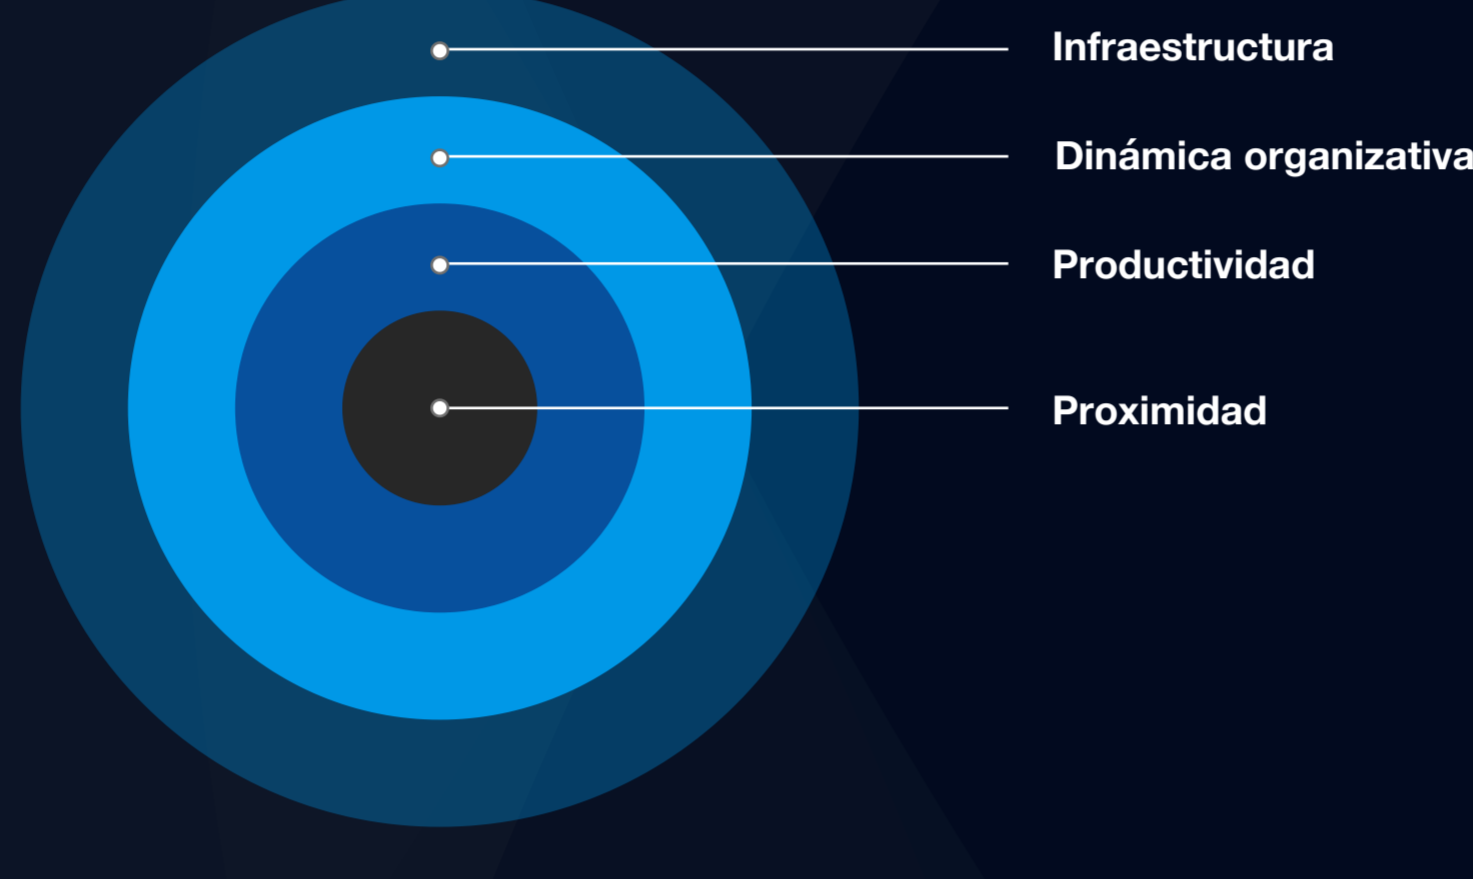 Infraestructura
Dinámica organizativa
Productividad
Proximidad